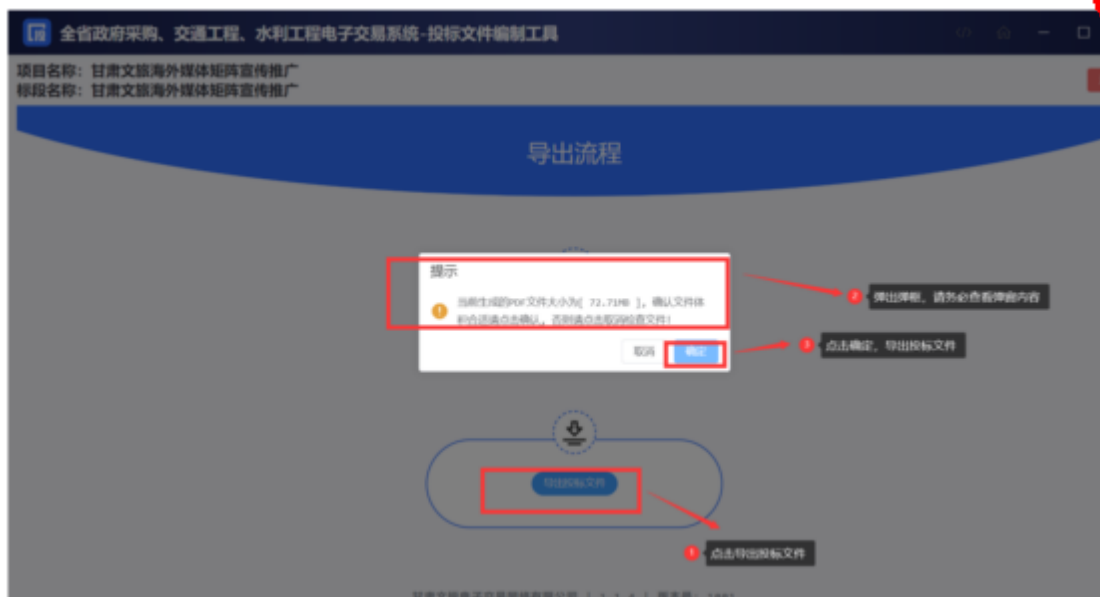 投
全省政府采购、交通工程、水利工程电子交易系统-投标文件编制工具
项目名称：甘肃文旅海外媒体矩阵宣传推广
标段名称：甘肃文旅海外媒体矩阵宣传推广
导出流程
提示
当前生成的PDF文件大小为[ 72.71MB ]，确认文件体
积合适请点击确认，否则请点击取消检查文件！
取消 确定
2 弹出弹框，请务必查看弹窗内容
3 点击确定，导出投标文件
导出投标文件
1 点击导出投标文件